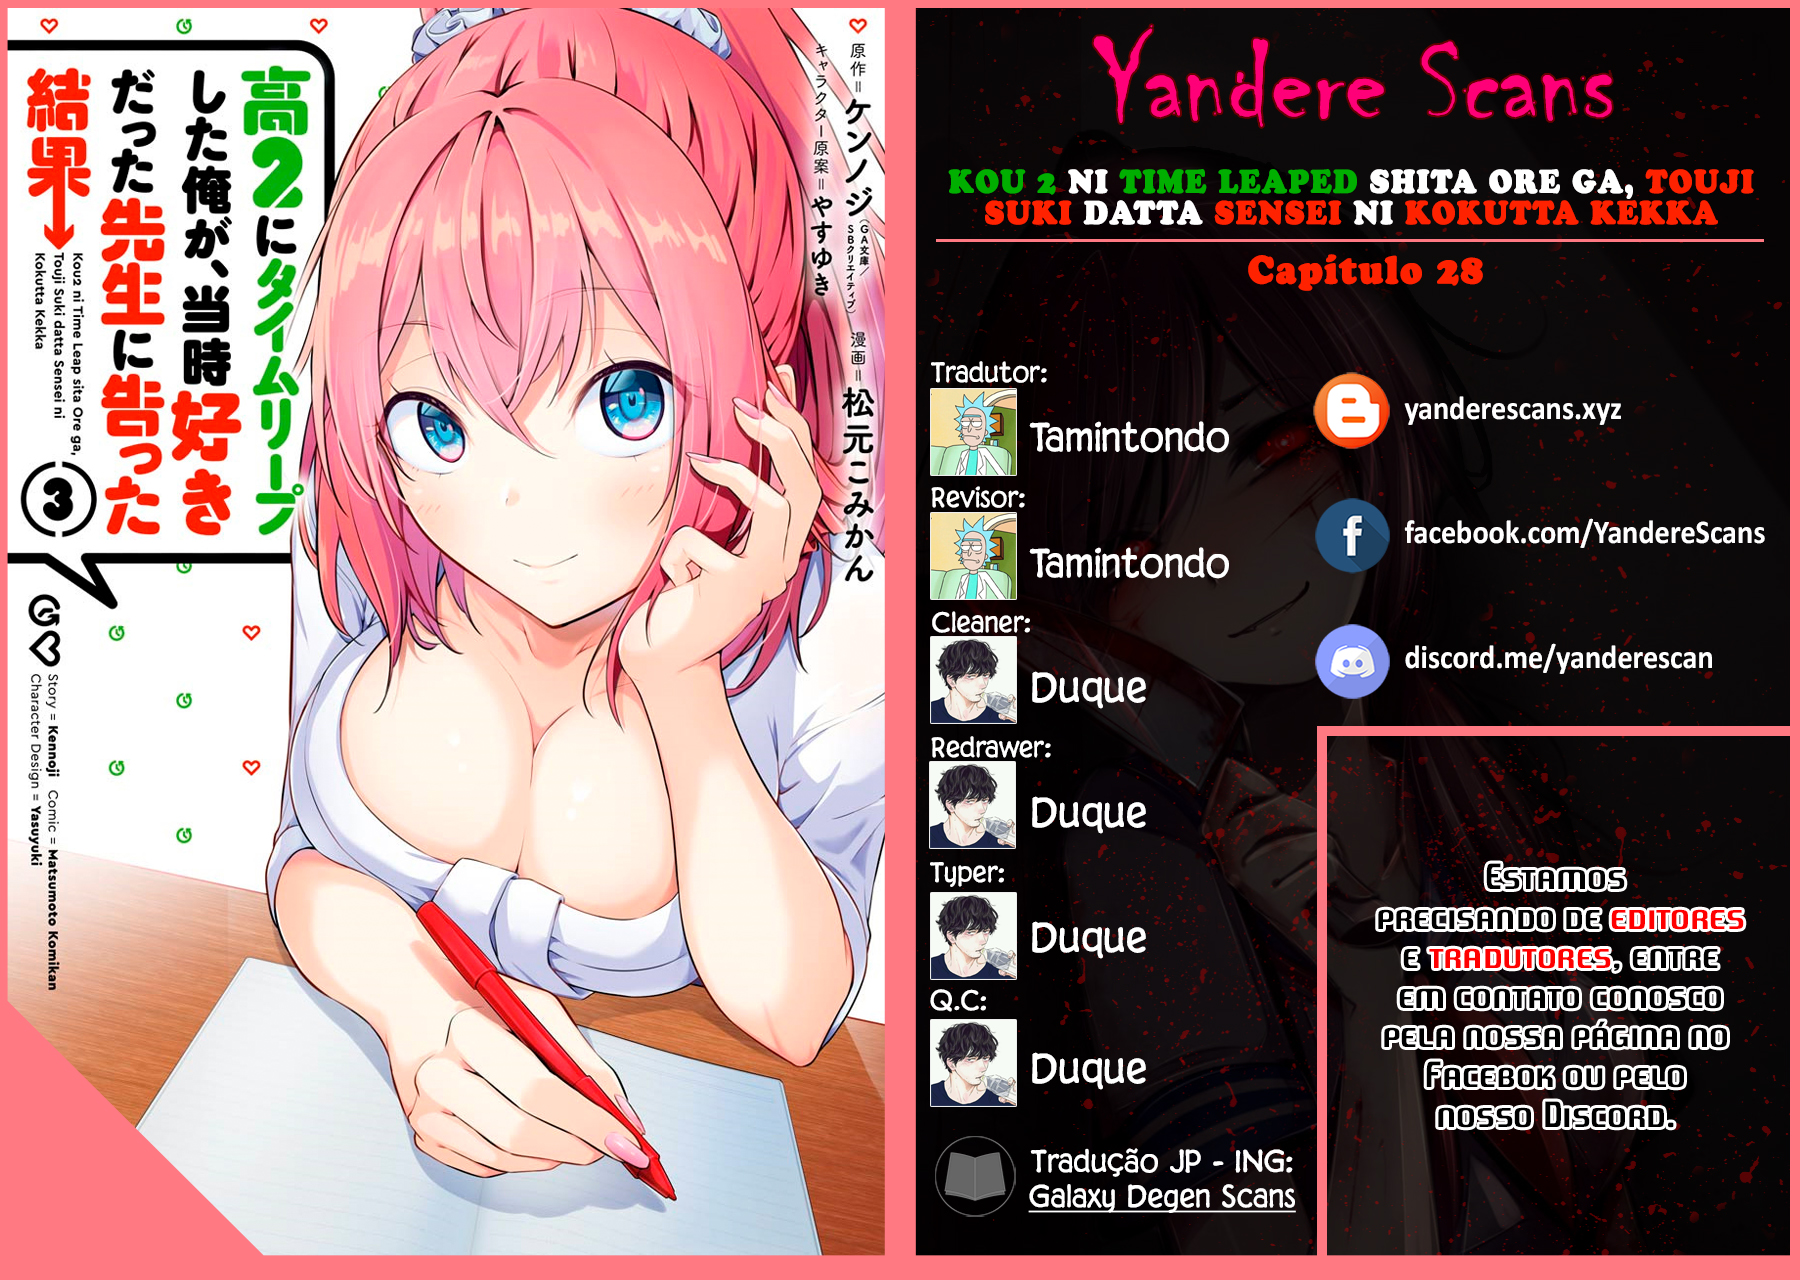 高2にタイムリープ
した俺が、当時好き
だった先生に告った
結果
Kou2 ni Time Leap sita Ore ga,
Touji Suki datta Sensei ni
Kokutta Kekka
3
原作=ケンノジ(GA文庫/SBクリエイティブ) 漫画=松元こみかん
キャラクター原案=やすゆき
Story = Kennoji Comic = Matsumoto Komikan
Character Design = Yasuyuki
Yandere Scans
KOU 2 NI TIME LEAPED SHITA ORE GA, TOUJI
SUKI DATTA SENSEI NI KOKUTTA KEKKA
Capítulo 28
Tradutor:
Tamintondo
Revisor:
Tamintondo
Cleaner:
Duque
Redrawer:
Duque
Typer:
Duque
Q.C:
Duque
Tradução JP - ING:
Galaxy Degen Scans
yanderescans.xyz
facebook.com/YandereScans
discord.me/yanderescan
Estamos
precisando de editores
e tradutores, entre
em contato conosco
pela nossa página no
Facebok ou pelo
nosso Discord.